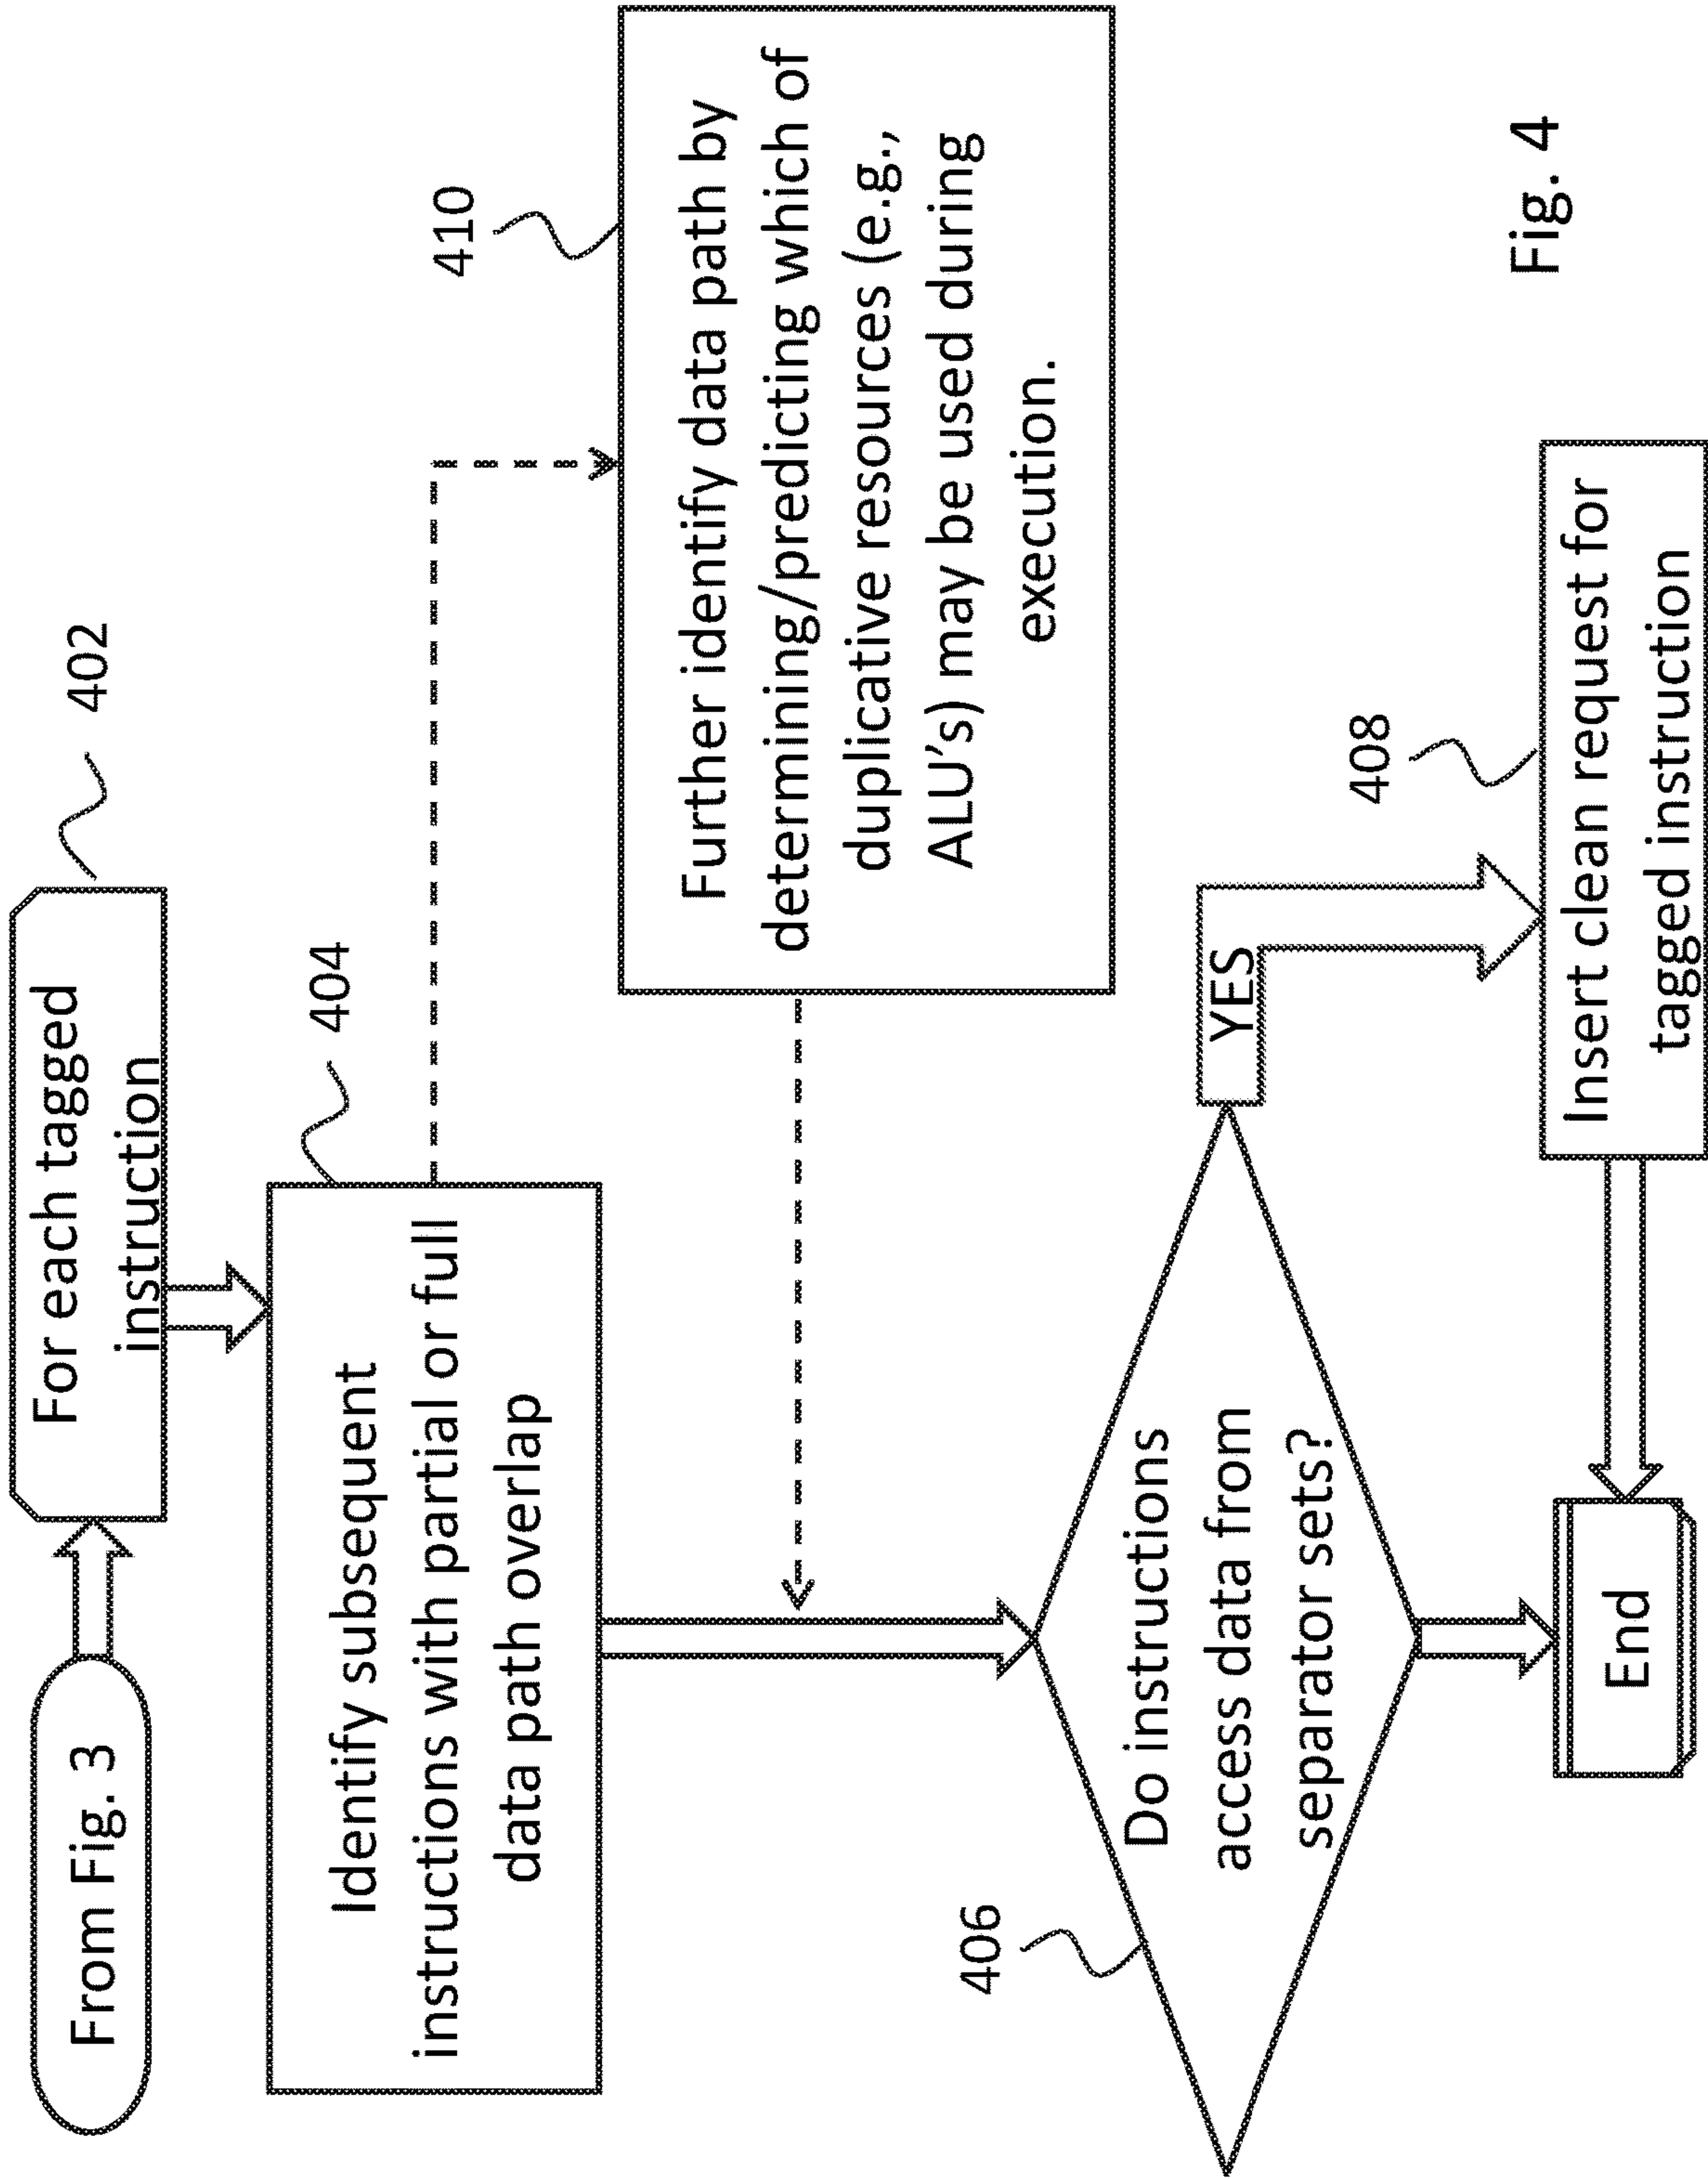 From Fig. 3
For each tagged
instruction
402
Identify subsequent
instructions with partial or full
data path overlap
404
410
Further identify data path by
determining/predicting which of
duplicative resources (e.g.,
ALU's) may be used during
execution.
406
Do instructions
access data from
separator sets?
YES
408
Insert clean request for
tagged instruction
End
Fig. 4